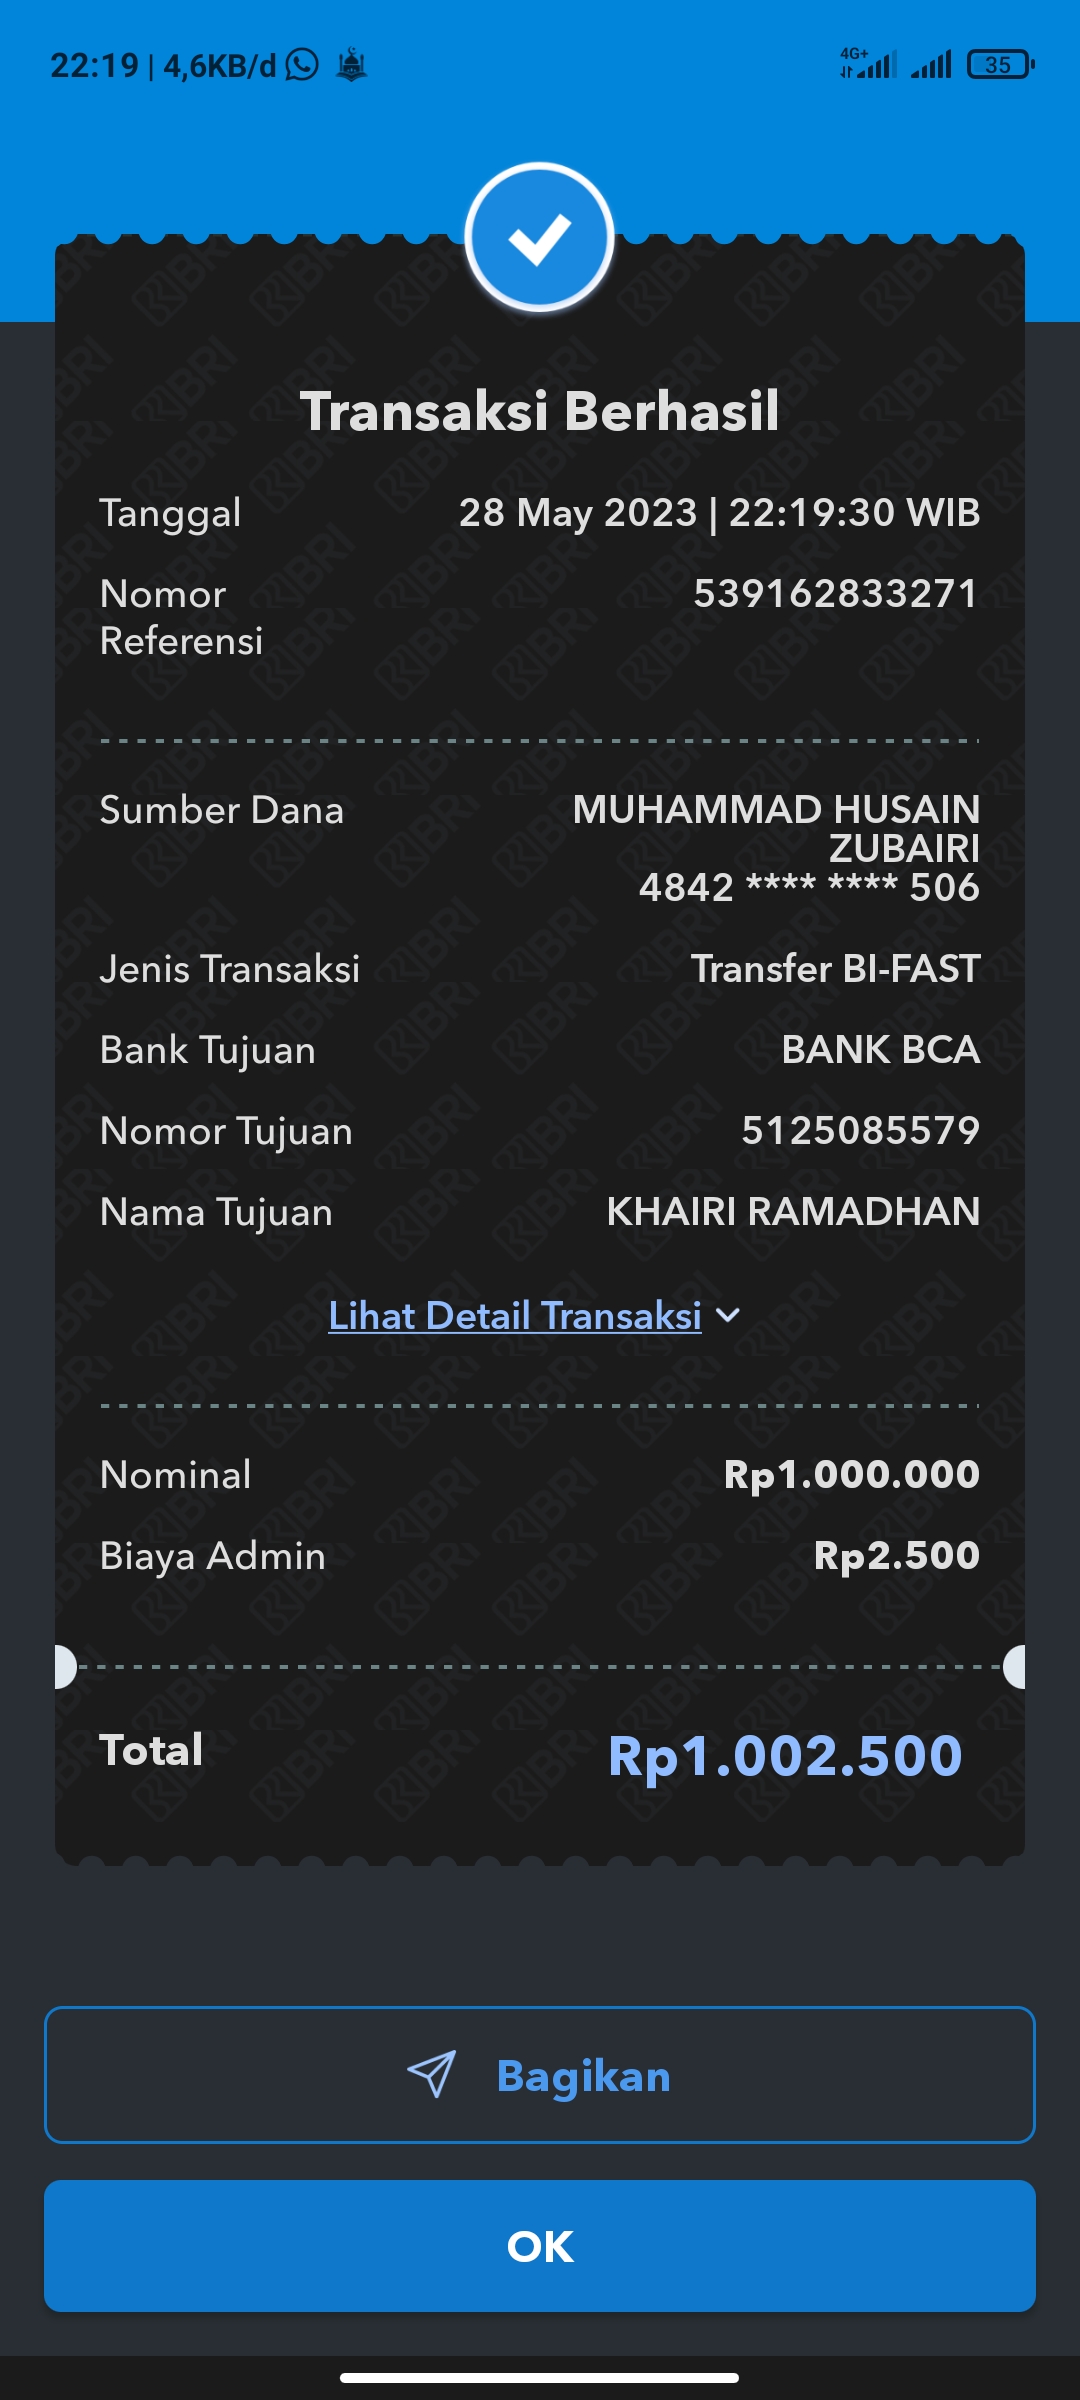 22:19 | 4,6KB/d
4G+
35
Transaksi Berhasil
Tanggal 28 May 2023 | 22:19:30 WIB
Nomor Referensi 539162833271
Sumber Dana MUHAMMAD HUSAIN
ZUBAIRI
4842 **** **** 506
Jenis Transaksi Transfer BI-FAST
Bank Tujuan BANK BCA
Nomor Tujuan 5125085579
Nama Tujuan KHAIRI RAMADHAN
Lihat Detail Transaksi
Nominal Rp1.000.000
Biaya Admin Rp2.500
Total Rp1.002.500
Bagikan
OK